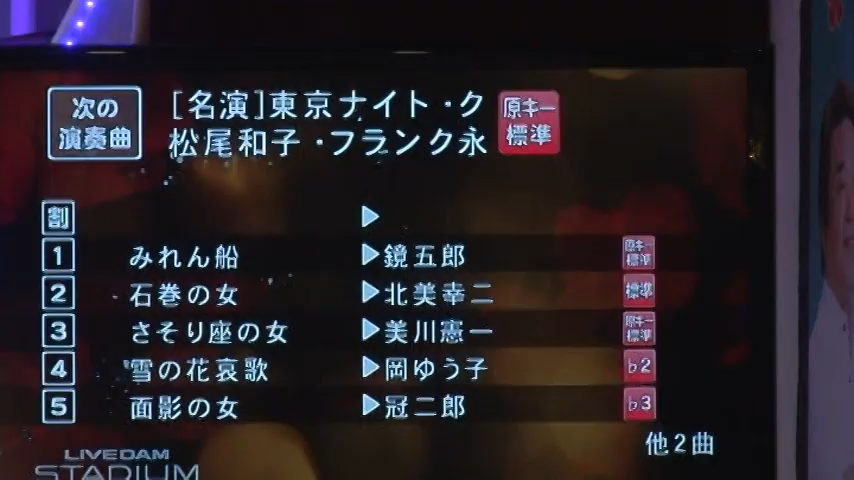 次の演奏曲
[名演]東京ナイト・ク
松尾和子・フランク永
原キー
標準
割 ▶
1 みれん船 ▶鏡五郎 原キー 標準
2 石巻の女 ▶北美幸二 標準
3 さそり座の女 ▶美川憲一 原キー 標準
4 雪の花哀歌 ▶岡ゆう子 ♭2
5 面影の女 ▶冠二郎 ♭3
他2曲
LIVE DAM
STADIUM